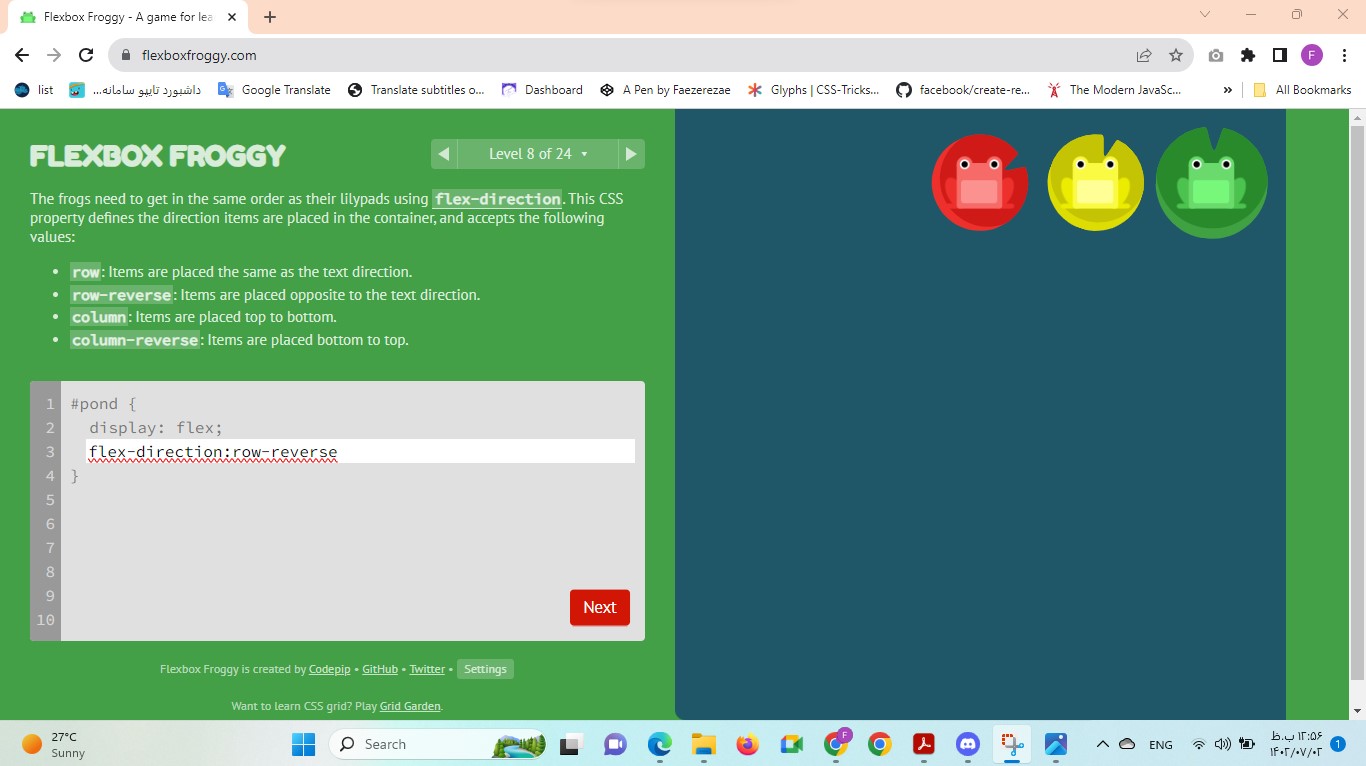 Flexbox Froggy - A game for lea
flexboxfroggy.com
F
list
داشبورد تایپو سامانه...
Google Translate
Translate subtitles o...
Dashboard
A Pen by Faezerezae
Glyphs | CSS-Tricks...
facebook/create-re...
The Modern JavaSc...
»
All Bookmarks
FLEXBOX FROGGY
Level 8 of 24
The frogs need to get in the same order as their lilypads using flex-direction. This CSS
property defines the direction items are placed in the container, and accepts the following
values:
• row: Items are placed the same as the text direction.
• row-reverse: Items are placed opposite to the text direction.
• column: Items are placed top to bottom.
• column-reverse: Items are placed bottom to top.
1 #pond {
2 display: flex;
3 flex-direction:row-reverse
4 }
5
6
7
8
9
10
Next
Flexbox Froggy is created by Codepip • GitHub • Twitter • Settings
Want to learn CSS grid? Play Grid Garden.
27°C
Sunny
Search
F
ENG
۱۲:۵۶ ب.ظ
۱۴۰۲/۰۷/۰۲
1